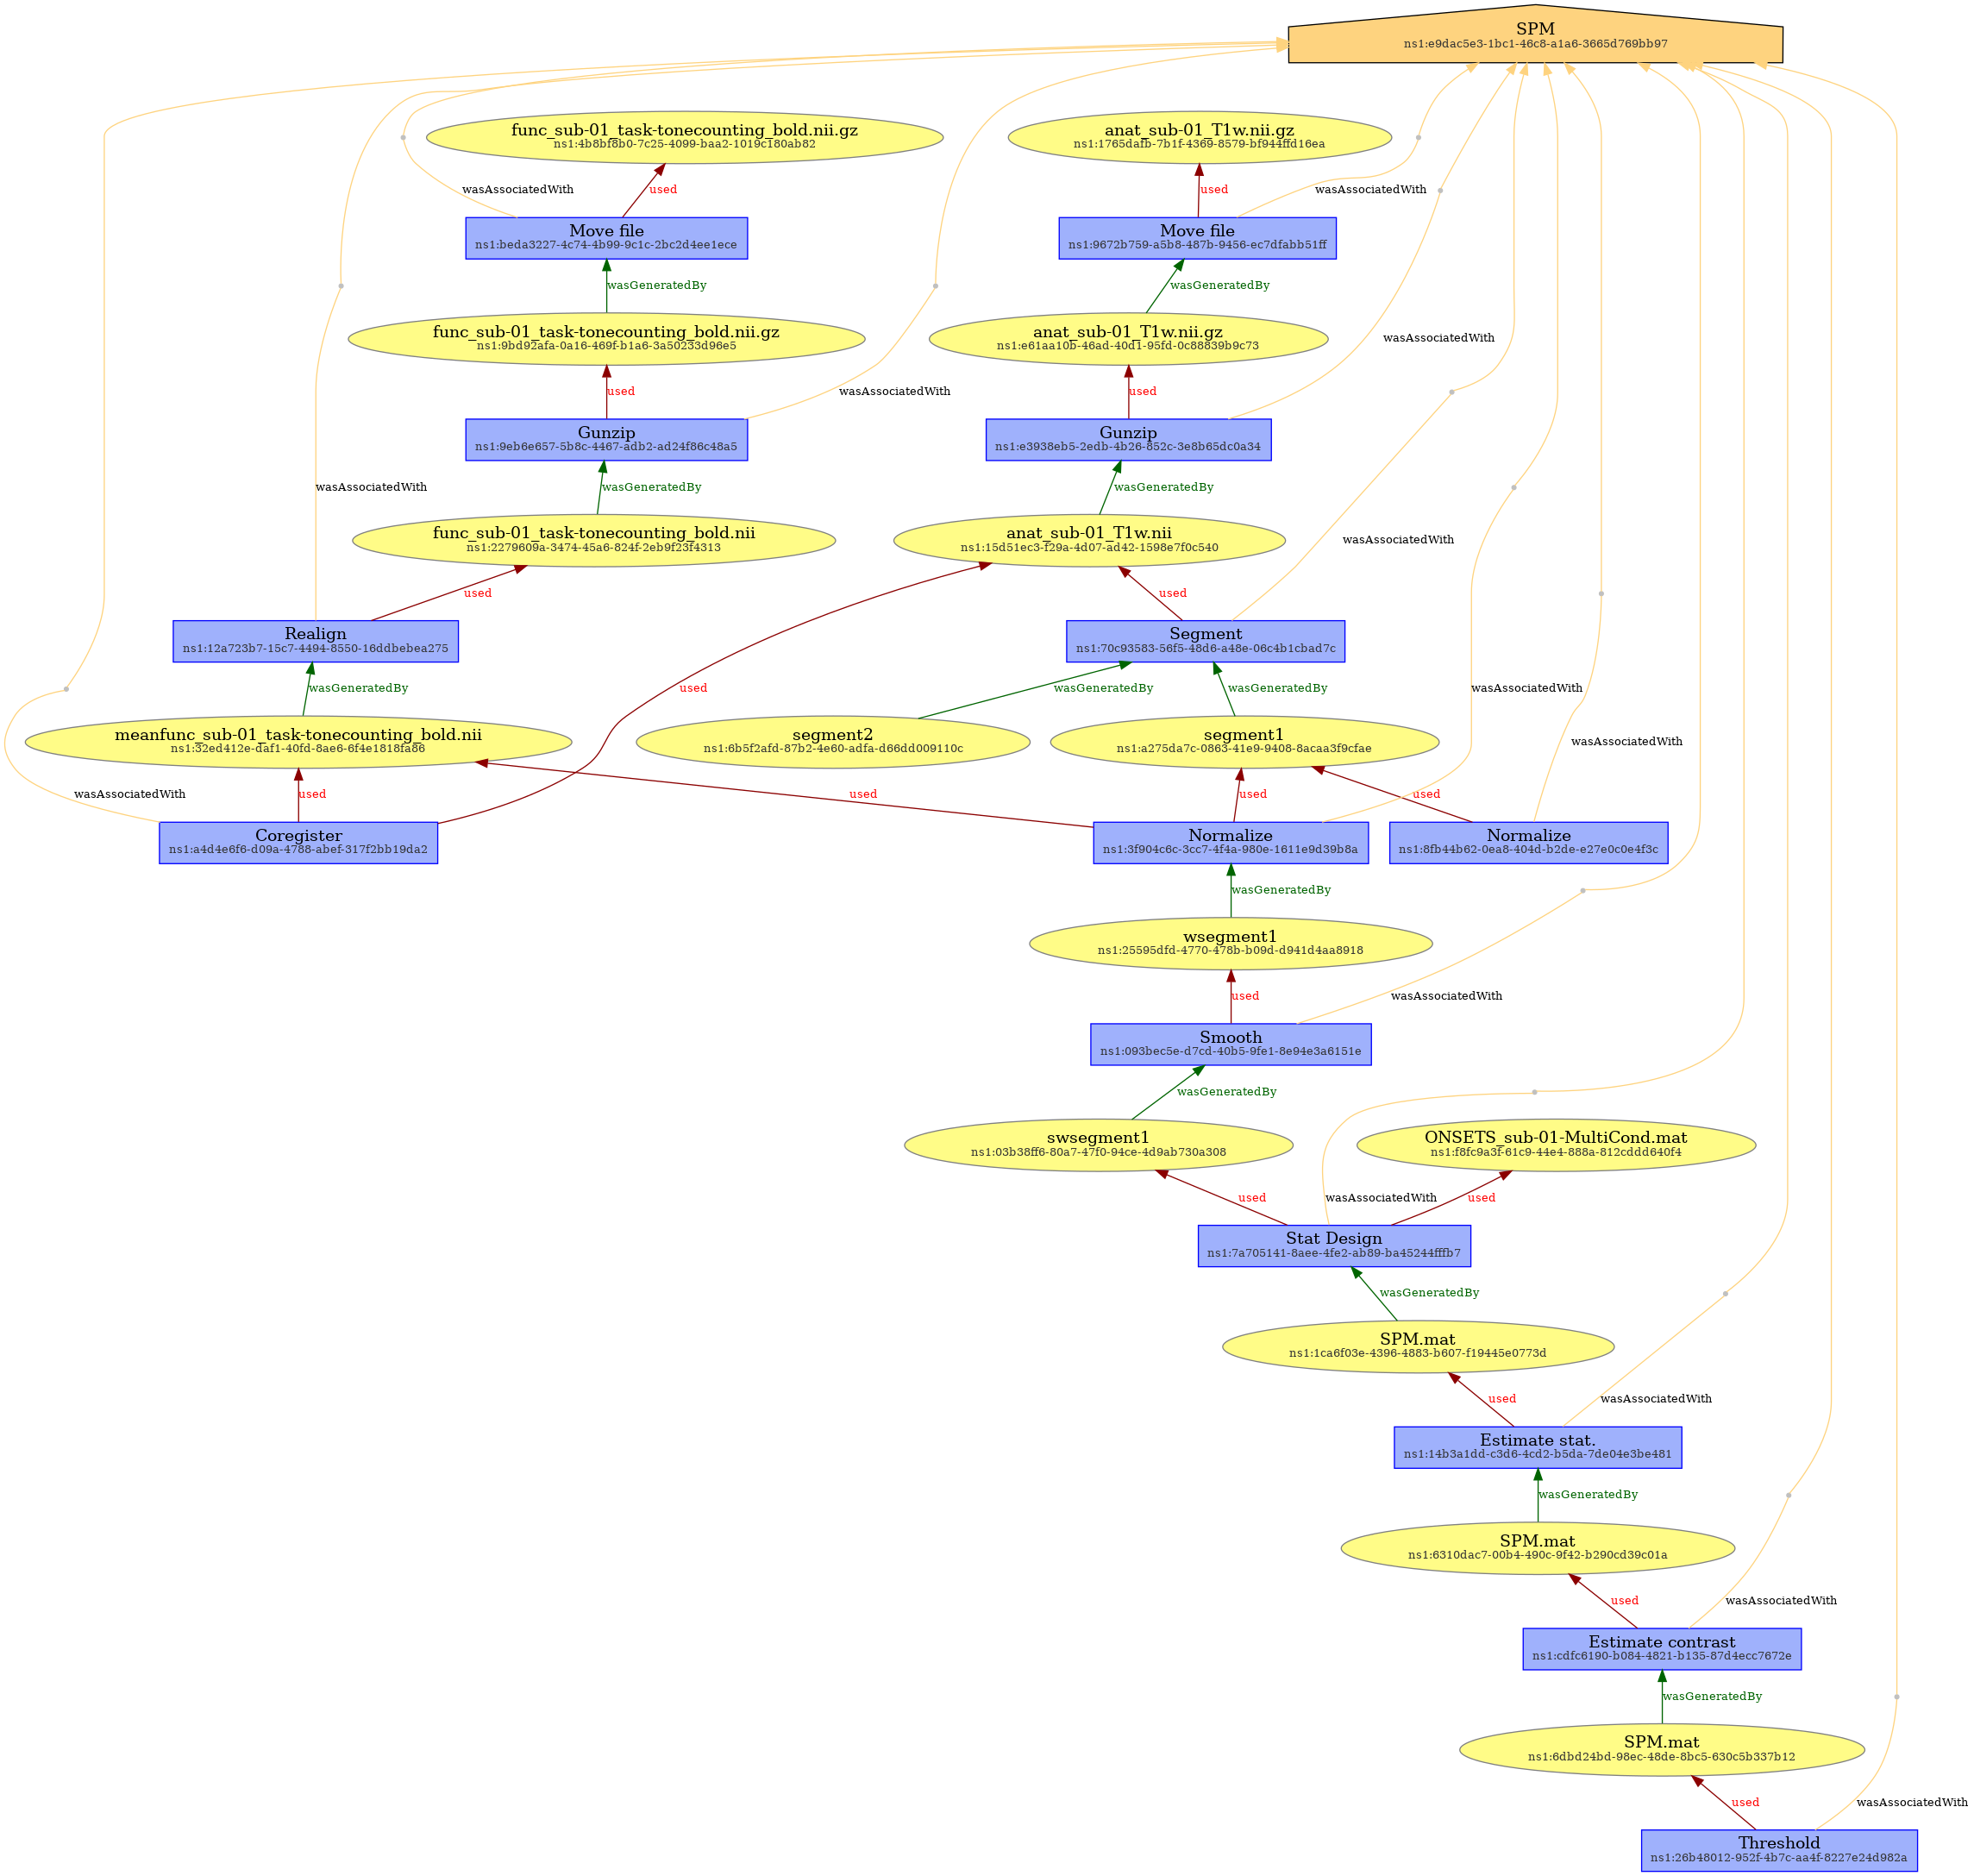 SPM
ns1:e9dac5e3-1bc1-46c8-a1a6-3665d769bb97
func_sub-01_task-tonecounting_bold.nii.gz
ns1:4b8bf8b0-7c25-4099-baa2-1019c180ab82
anat_sub-01_T1w.nii.gz
ns1:1765dafb-7b1f-4369-8579-bf944ffd16ea
wasAssociatedWith
used
used
wasAssociatedWith
Move file
ns1:beda3227-4c74-4b99-9c1c-2bc2d4ee1ece
Move file
ns1:9672b759-a5b8-487b-9456-ec7dfabb51ff
wasGeneratedBy
wasGeneratedBy
func_sub-01_task-tonecounting_bold.nii.gz
ns1:9bd92afa-0a16-469f-b1a6-3a50233d96e5
anat_sub-01_T1w.nii.gz
ns1:e61aa10b-46ad-40d1-95fd-0c88839b9c73
wasAssociatedWith
used
wasAssociatedWith
used
Gunzip
ns1:9eb6e657-5b8c-4467-adb2-ad24f86c48a5
Gunzip
ns1:e3938eb5-2edb-4b26-852c-3e8b65dc0a34
wasAssociatedWith
wasGeneratedBy
wasGeneratedBy
func_sub-01_task-tonecounting_bold.nii
ns1:2279609a-3474-45a6-824f-2eb9f23f4313
anat_sub-01_T1w.nii
ns1:15d51ec3-f29a-4d07-ad42-1598e7f0c540
wasAssociatedWith
used
used
Realign
ns1:12a723b7-15c7-4494-8550-16ddbebea275
Segment
ns1:70c93583-56f5-48d6-a48e-06c4b1cbad7c
wasGeneratedBy
used
wasGeneratedBy
wasGeneratedBy
wasAssociatedWith
meanfunc_sub-01_task-tonecounting_bold.nii
ns1:32ed412e-daf1-40fd-8ae6-6f4e1818fa86
segment2
ns1:6b5f2afd-87b2-4e60-adfa-d66dd009110c
segment1
ns1:a275da7c-0863-41e9-9408-8acaa3f9cfae
wasAssociatedWith
wasAssociatedWith
used
used
used
used
Coregister
ns1:a4d4e6f6-d09a-4788-abef-317f2bb19da2
Normalize
ns1:3f904c6c-3cc7-4f4a-980e-1611e9d39b8a
Normalize
ns1:8fb44b62-0ea8-404d-b2de-e27e0c0e4f3c
wasGeneratedBy
wsegment1
ns1:25595dfd-4770-478b-b09d-d941d4aa8918
used
wasAssociatedWith
Smooth
ns1:093bec5e-d7cd-40b5-9fe1-8e94e3a6151e
wasGeneratedBy
swsegment1
ns1:03b38ff6-80a7-47f0-94ce-4d9ab730a308
ONSETS_sub-01-MultiCond.mat
ns1:f8fc9a3f-61c9-44e4-888a-812cddd640f4
used
wasAssociatedWith
used
Stat Design
ns1:7a705141-8aee-4fe2-ab89-ba45244fffb7
wasGeneratedBy
SPM.mat
ns1:1ca6f03e-4396-4883-b607-f19445e0773d
used
wasAssociatedWith
Estimate stat.
ns1:14b3a1dd-c3d6-4cd2-b5da-7de04e3be481
wasGeneratedBy
SPM.mat
ns1:6310dac7-00b4-490c-9f42-b290cd39c01a
used
wasAssociatedWith
Estimate contrast
ns1:cdfc6190-b084-4821-b135-87d4ecc7672e
wasGeneratedBy
SPM.mat
ns1:6dbd24bd-98ec-48de-8bc5-630c5b337b12
used
wasAssociatedWith
Threshold
ns1:26b48012-952f-4b7c-aa4f-8227e24d982a